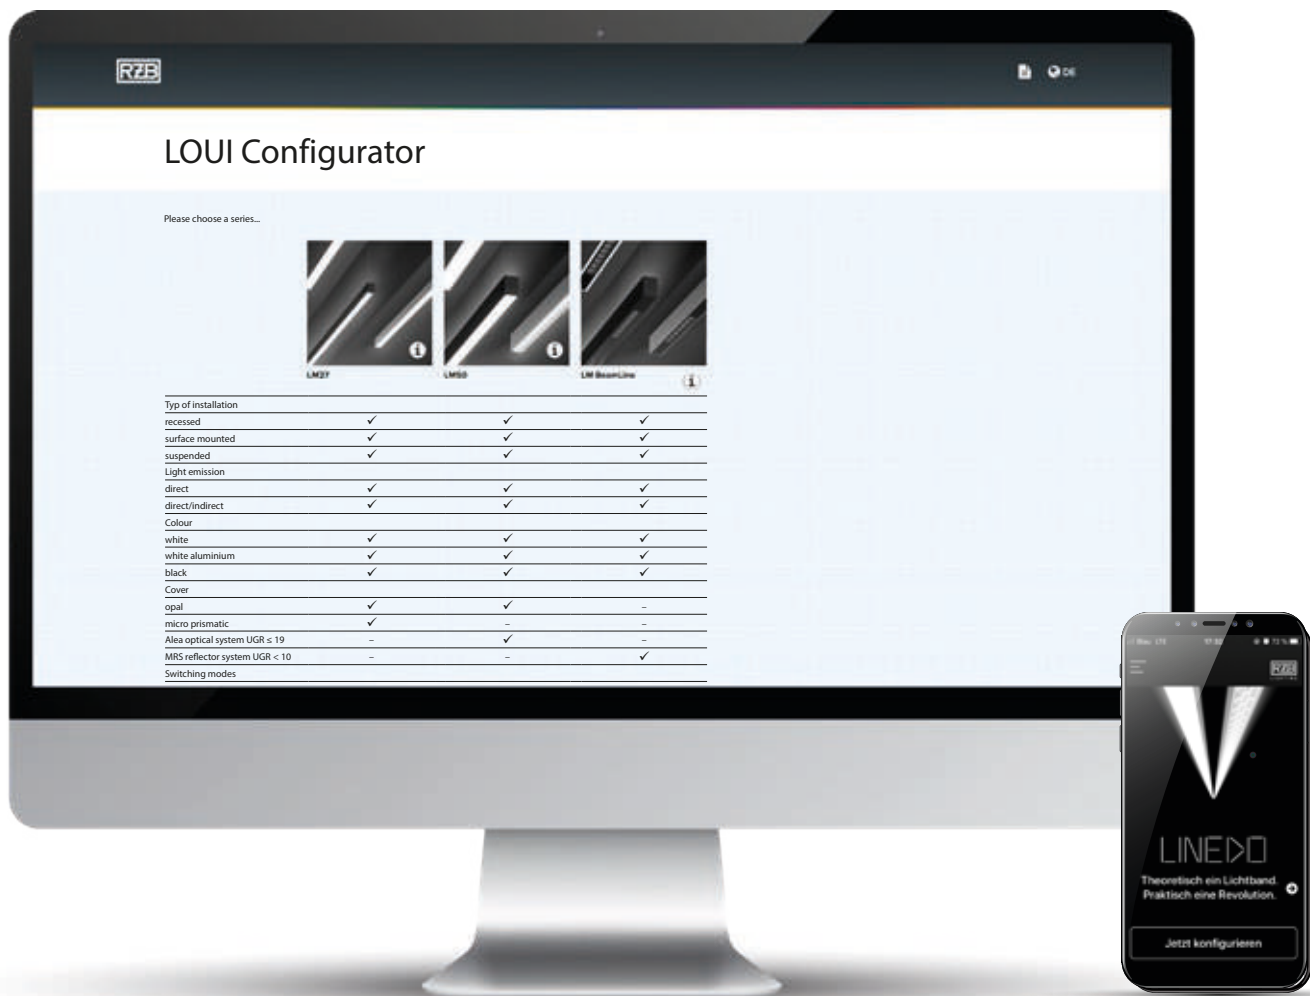 RZB
DE
LOUI Configurator
Please choose a series...
LM27 LM50 LM BeamLine
Typ of installation
recessed ✓ ✓ ✓
surface mounted ✓ ✓ ✓
suspended ✓ ✓ ✓
Light emission
direct ✓ ✓ ✓
direct/indirect ✓ ✓ ✓
Colour
white ✓ ✓ ✓
white aluminium ✓ ✓ ✓
black ✓ ✓ ✓
Cover
opal ✓ ✓ –
micro prismatic ✓ – –
Alea optical system UGR ≤ 19 – ✓ –
MRS reflector system UGR < 10 – – ✓
Switching modes
LTE
RZB
LINEDO
Theoretisch ein Lichtband.
Praktisch eine Revolution.
Jetzt konfigurieren